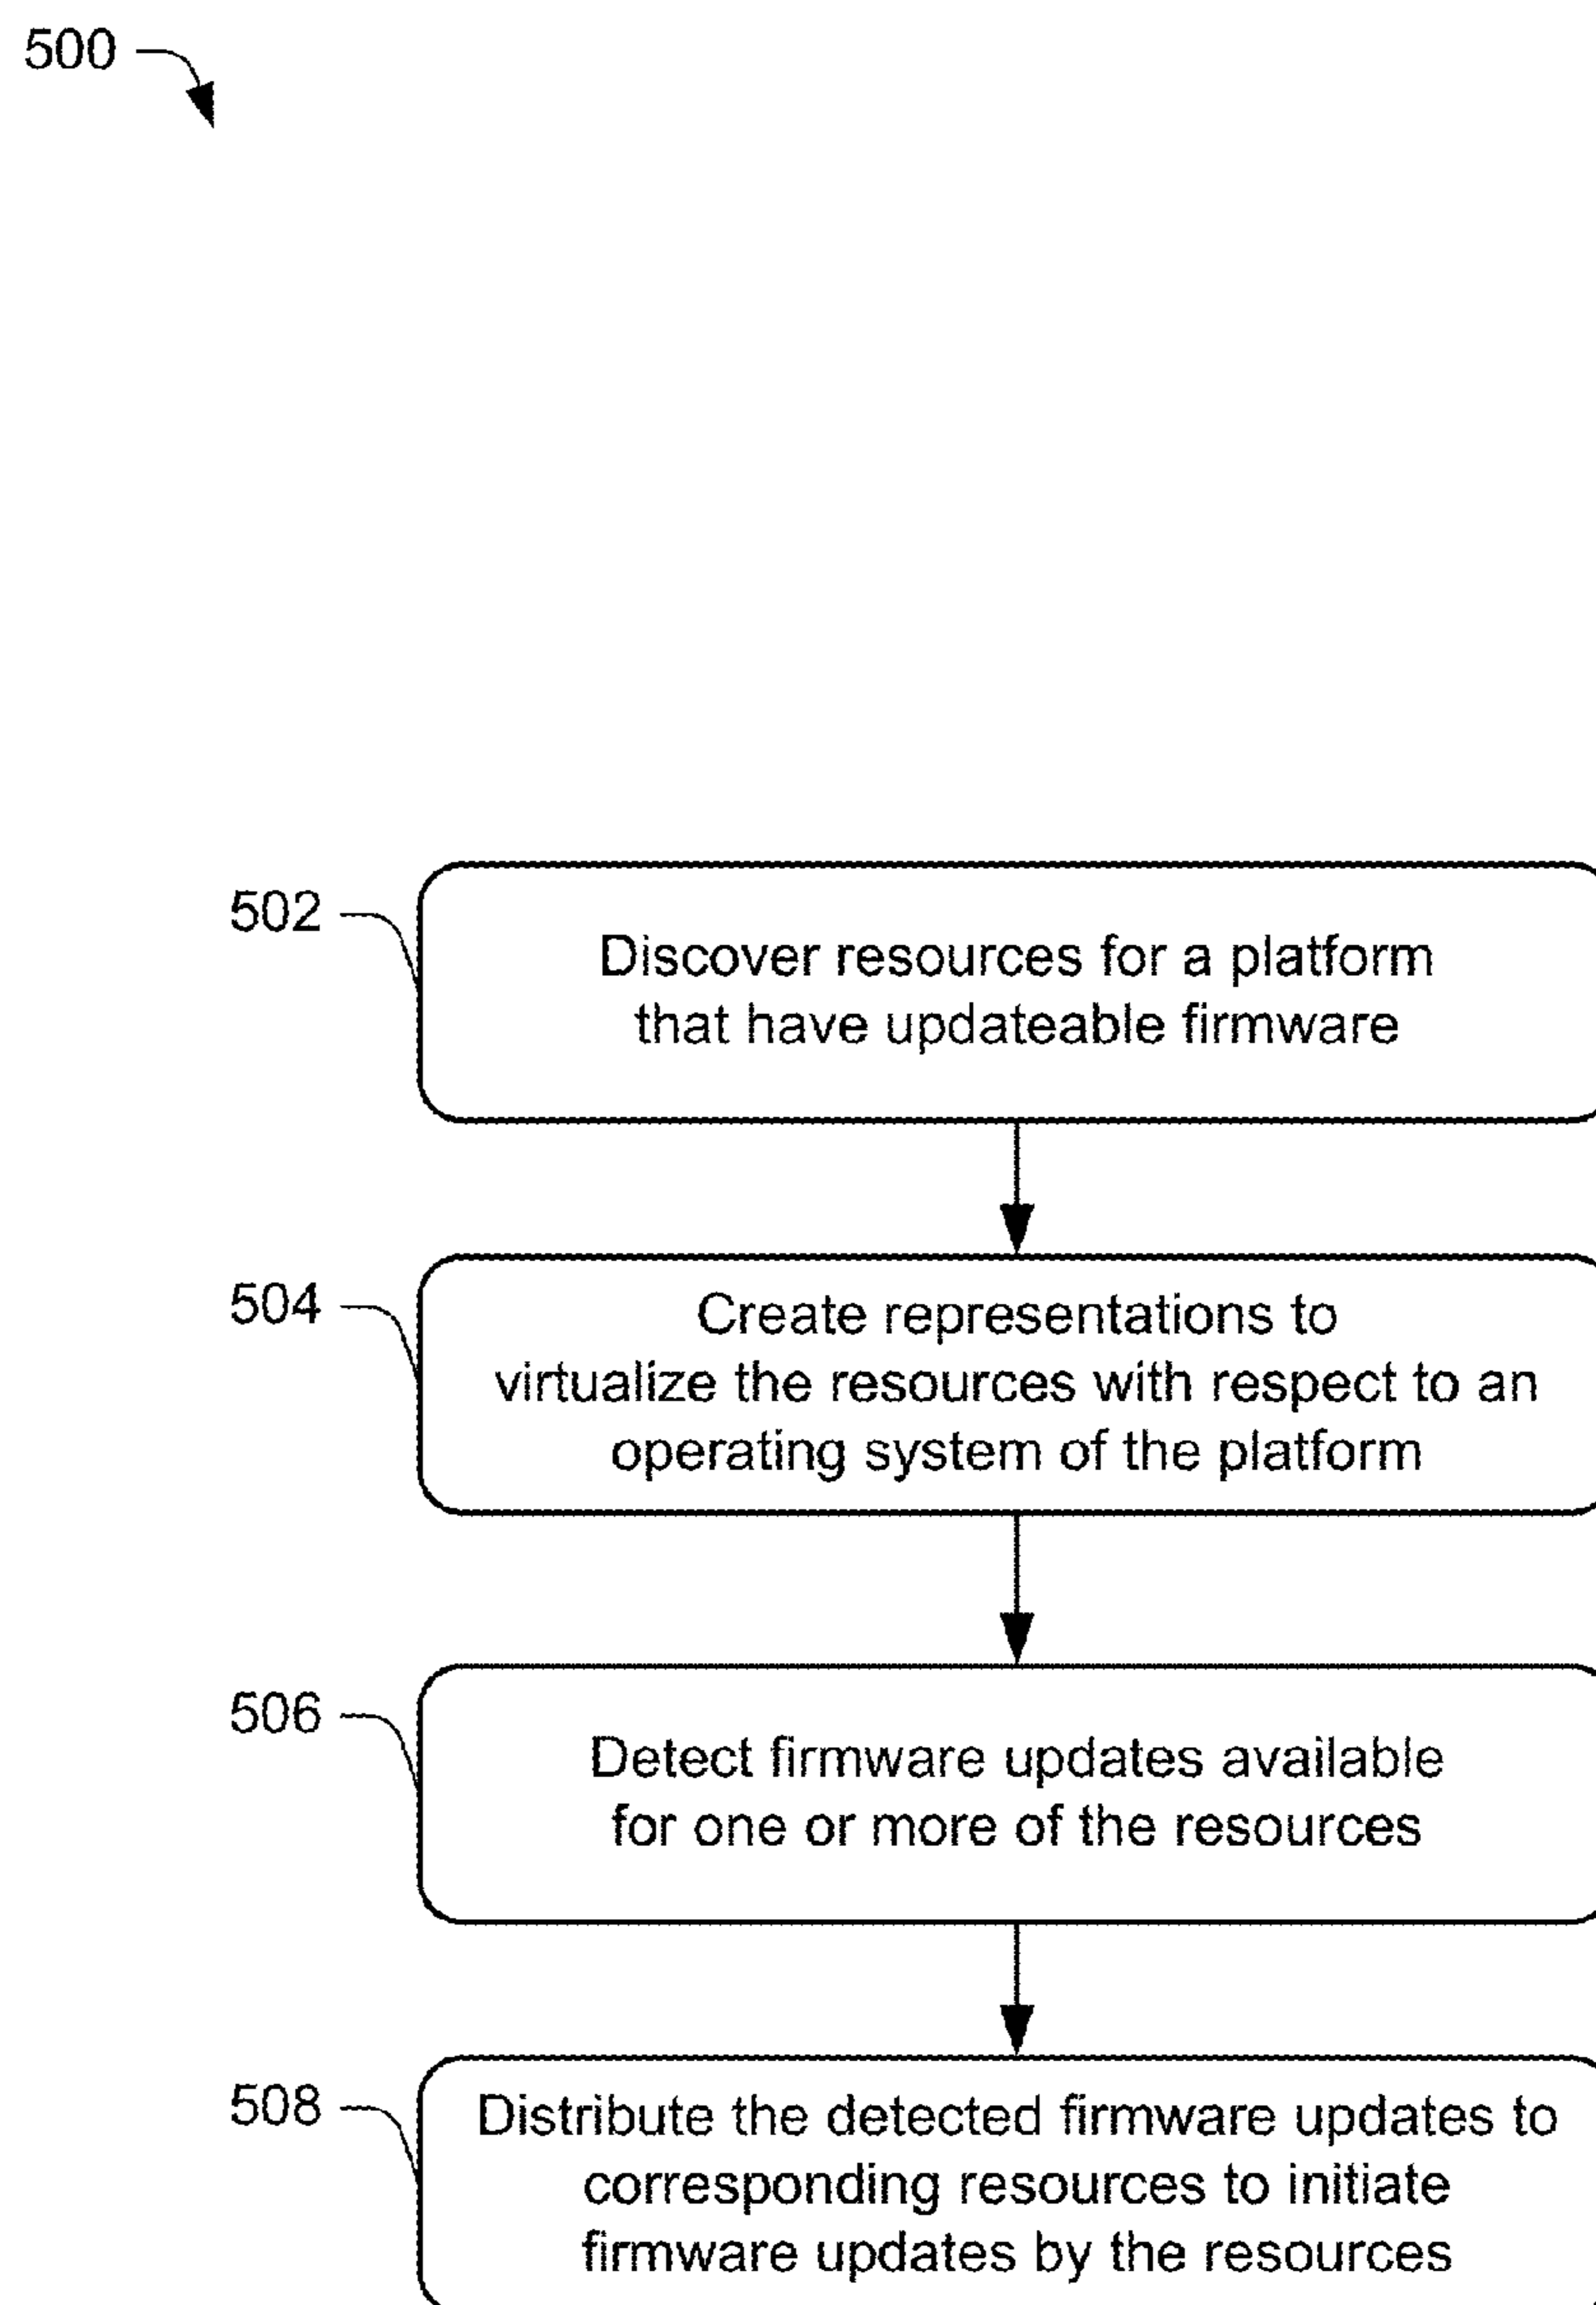 500
502
Discover resources for a platform
that have updateable firmware
504
Create representations to
virtualize the resources with respect to an
operating system of the platform
506
Detect firmware updates available
for one or more of the resources
508
Distribute the detected firmware updates to
corresponding resources to initiate
firmware updates by the resources